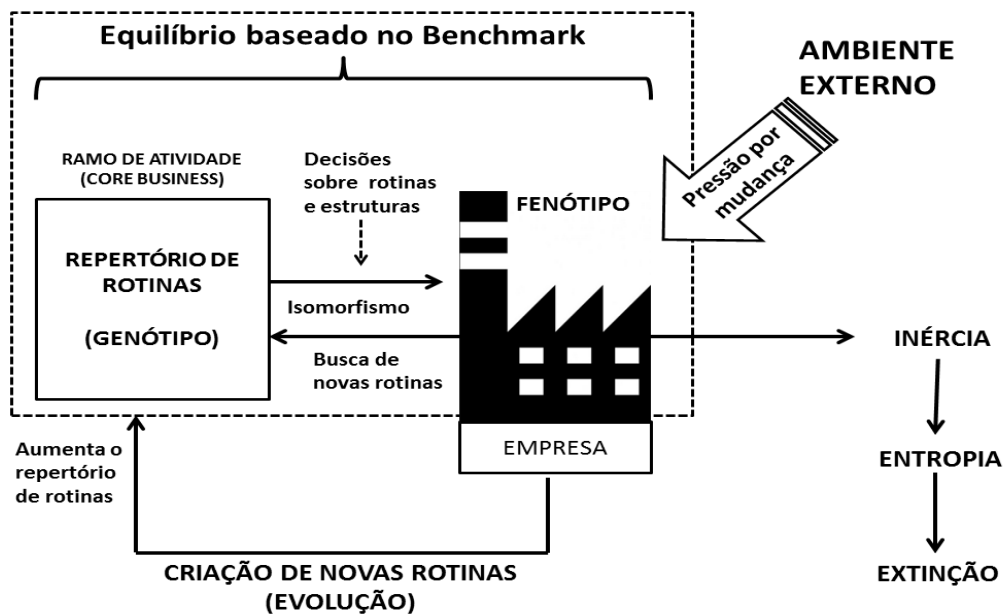 Equilíbrio baseado no Benchmark
AMBIENTE
EXTERNO
Pressão por
mudança
RAMO DE ATIVIDADE
(CORE BUSINESS)
Decisões
sobre rotinas
e estruturas
FENÓTIPO
REPERTÓRIO DE
ROTINAS
(GENÓTIPO)
Isomorfismo
Busca de
novas rotinas
INÉRCIA
EMPRESA
Aumenta o
repertório
de rotinas
ENTROPIA
CRIAÇÃO DE NOVAS ROTINAS
(EVOLUÇÃO)
EXTINÇÃO